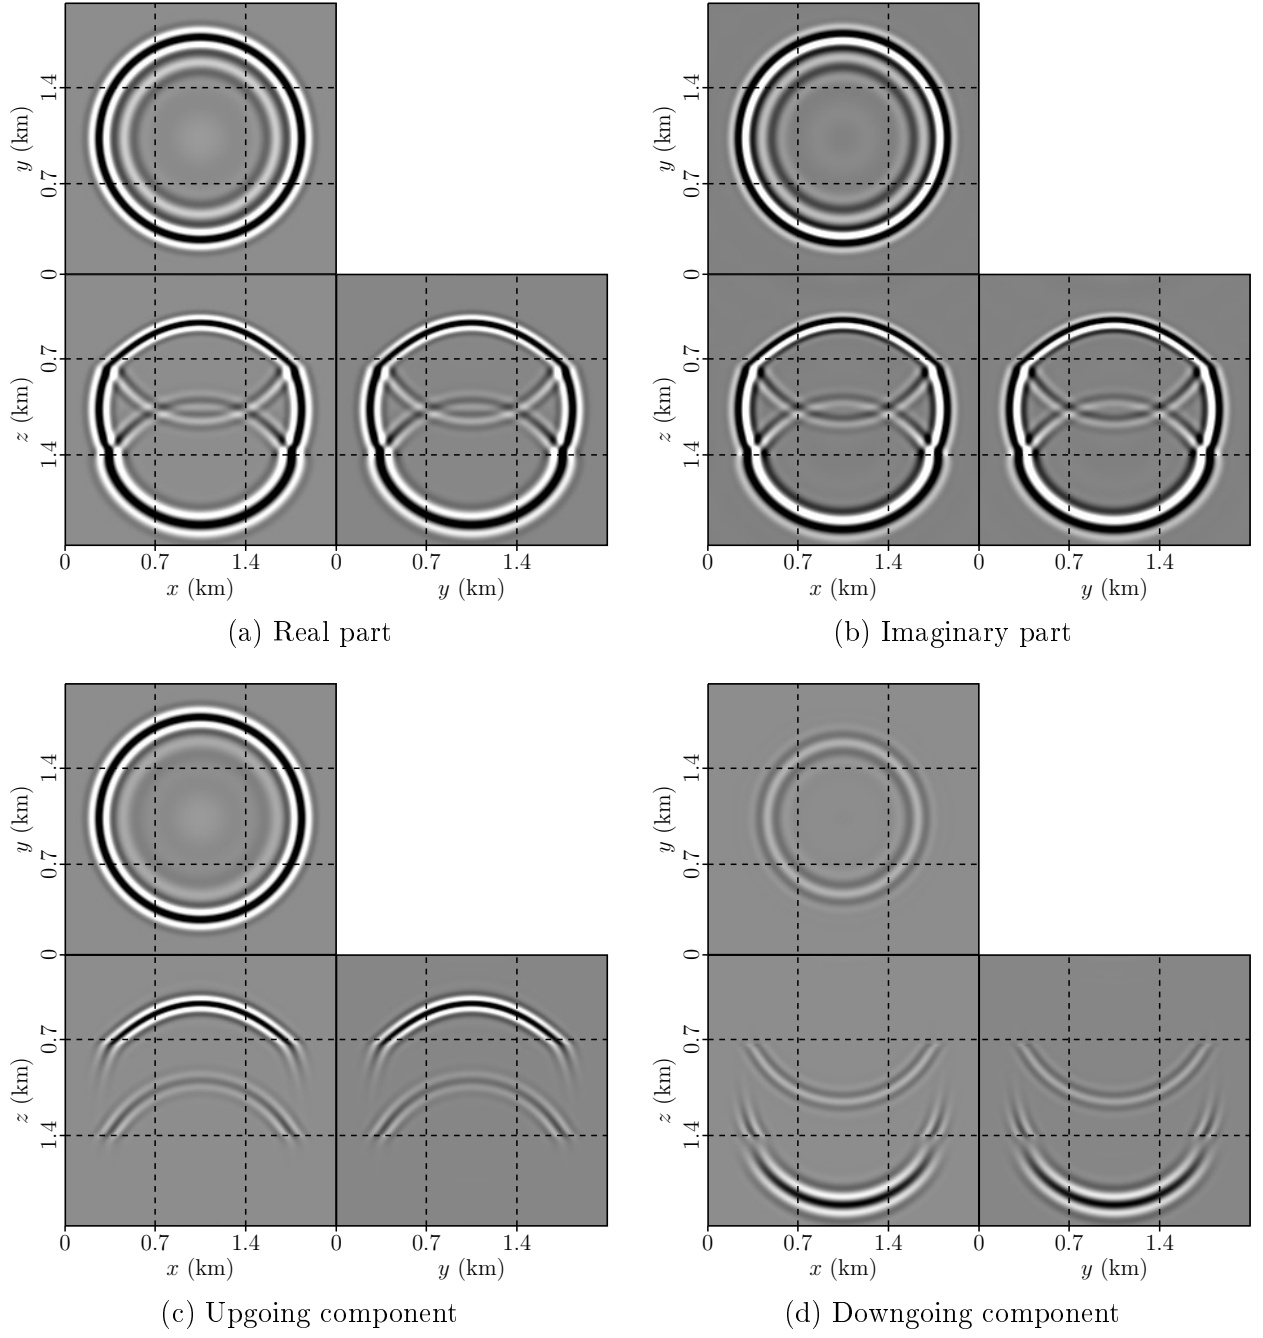 1.4
y (km)
0.7
0
0.7
z (km)
1.4
0
0.7
1.4
0
0.7
1.4
x (km)
y (km)
(a) Real part
1.4
y (km)
0.7
0
0.7
z (km)
1.4
0
0.7
1.4
0
0.7
1.4
x (km)
y (km)
(b) Imaginary part
1.4
y (km)
0.7
0
0.7
z (km)
1.4
0
0.7
1.4
0
0.7
1.4
x (km)
y (km)
(c) Upgoing component
1.4
y (km)
0.7
0
0.7
z (km)
1.4
0
0.7
1.4
0
0.7
1.4
x (km)
y (km)
(d) Downgoing component